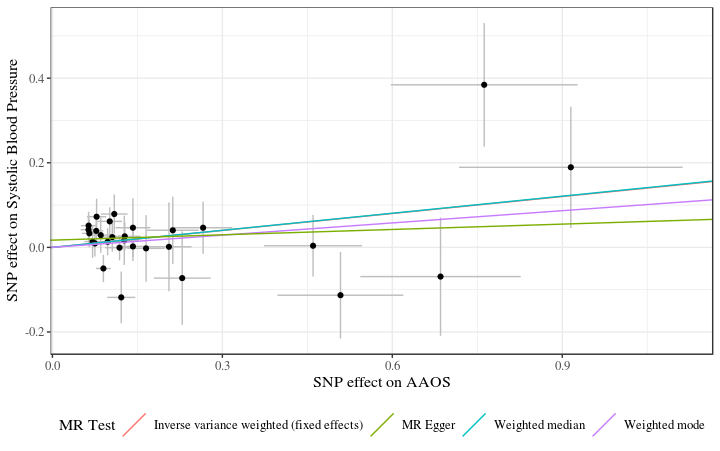 SNP effect on Systolic Blood Pressure
0.4
0.2
0.0
-0.2
0.0 0.3 0.6 0.9
SNP effect on AAOS
MR Test Inverse variance weighted (fixed effects) MR Egger Weighted median Weighted mode